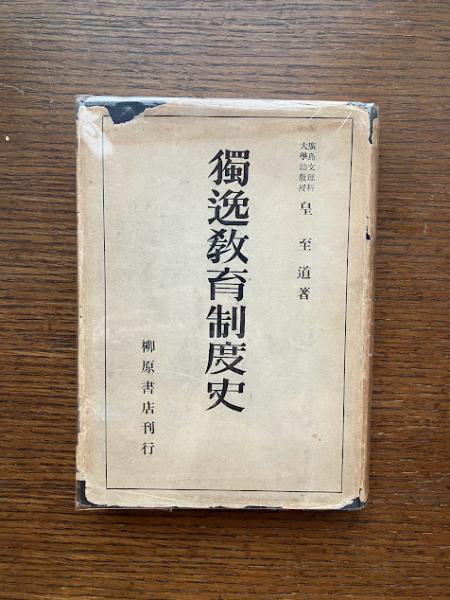 廣島文理科
大學助教授
皇至道著
獨逸教育制度史
柳原書店刊行